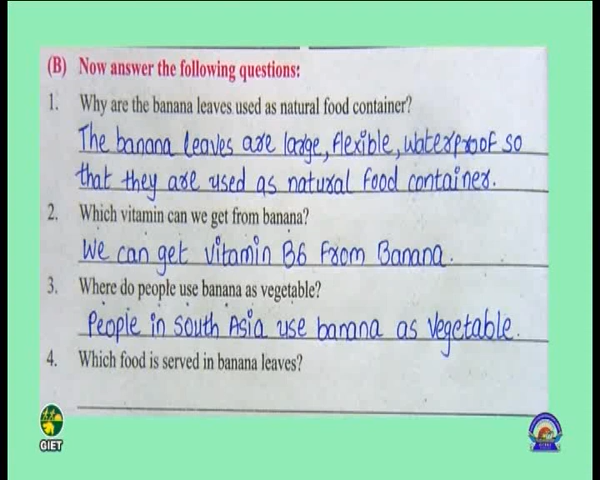 (B) Now answer the following questions:
1. Why are the banana leaves used as natural food container?
The banana leaves are large, flexible, waterproof so
that they are used as natural food container.
2. Which vitamin can we get from banana?
We can get vitamin B6 From Banana.
3. Where do people use banana as vegetable?
People in South Asia use banana as vegetable.
4. Which food is served in banana leaves?
GIET